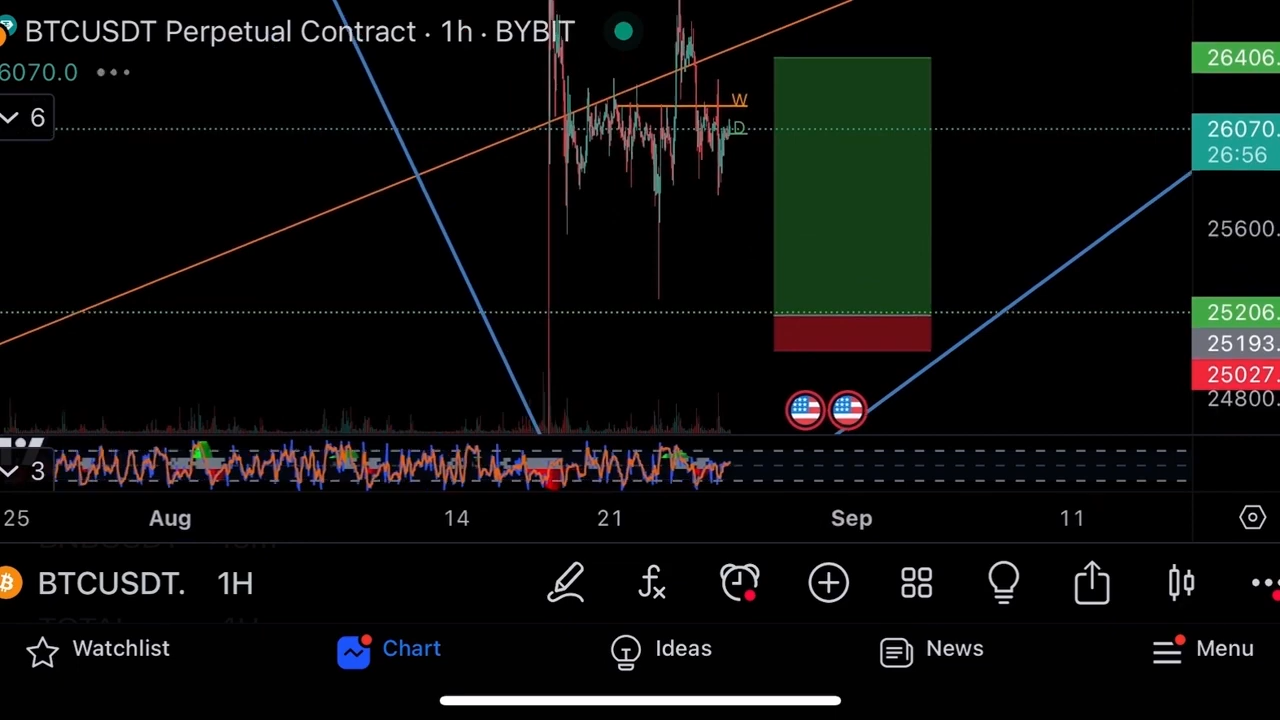 BTCUSDT Perpetual Contract · 1h · BYBIT
6070.0
6
W
D
26406.
26070.
26:56
25600.
25206.
25193.
25027.
24800.
3
25 Aug 14 21 Sep 11
BTCUSDT. 1H
Watchlist Chart Ideas News Menu